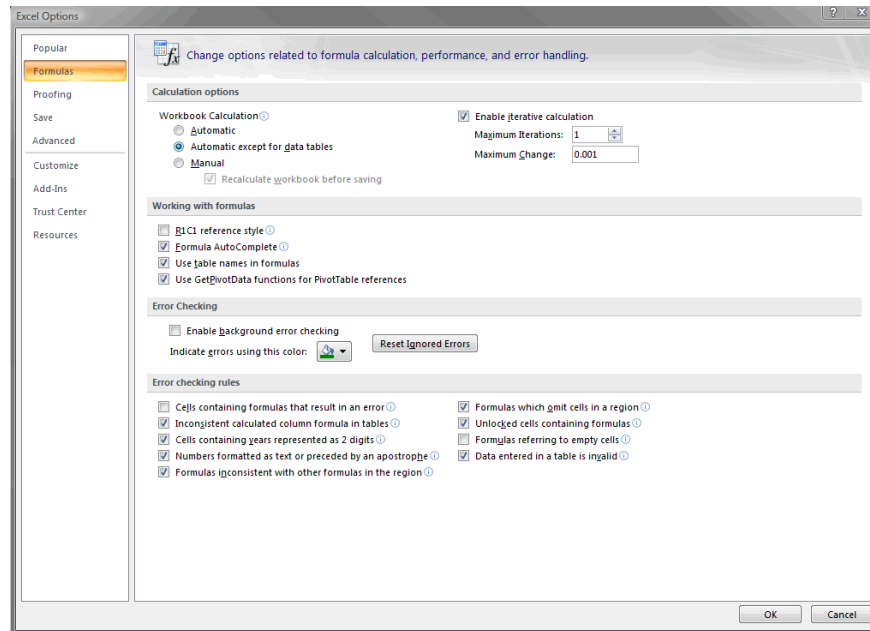 Excel Options
? X
Popular
Formulas
Proofing
Save
Advanced
Customize
Add-Ins
Trust Center
Resources
fx Change options related to formula calculation, performance, and error handling.
Calculation options
Workbook Calculation
Automatic
Automatic except for data tables
Manual
Recalculate workbook before saving
Enable iterative calculation
Maximum Iterations: 1
Maximum Change: 0.001
Working with formulas
R1C1 reference style
Formula AutoComplete
Use table names in formulas
Use GetPivotData functions for PivotTable references
Error Checking
Enable background error checking
Indicate errors using this color:
Reset Ignored Errors
Error checking rules
Cells containing formulas that result in an error
Inconsistent calculated column formula in tables
Cells containing years represented as 2 digits
Numbers formatted as text or preceded by an apostrophe
Formulas inconsistent with other formulas in the region
Formulas which omit cells in a region
Unlocked cells containing formulas
Formulas referring to empty cells
Data entered in a table is invalid
OK
Cancel